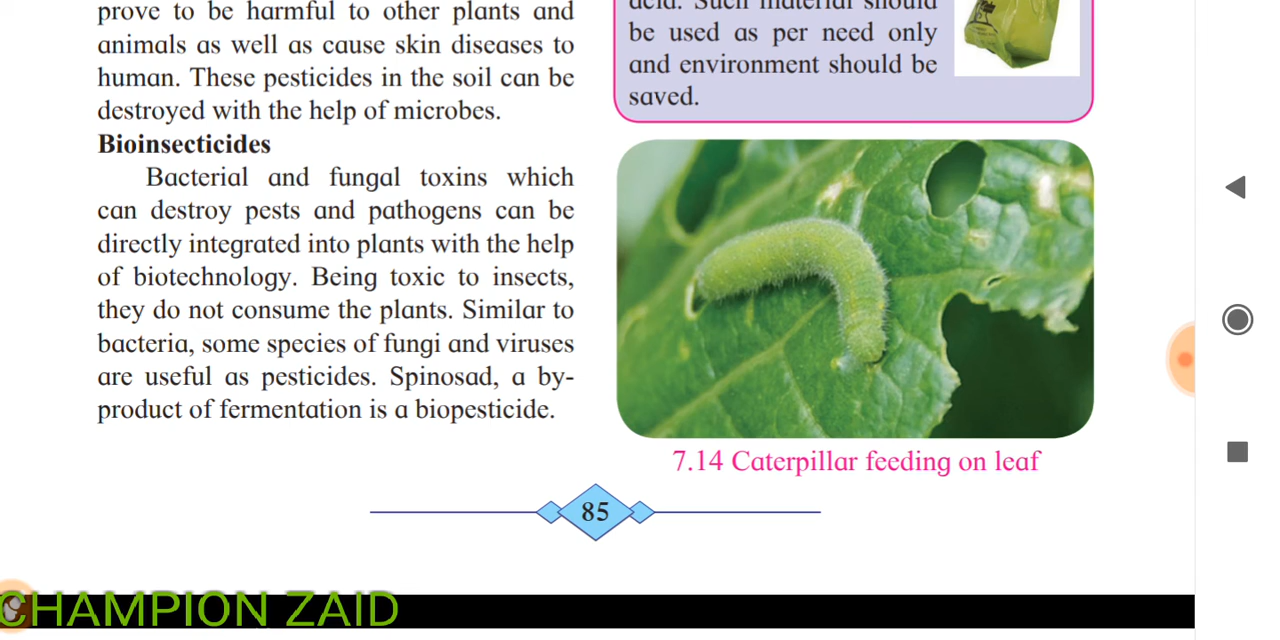 prove to be harmful to other plants and
animals as well as cause skin diseases to
human. These pesticides in the soil can be
destroyed with the help of microbes.
Bioinsecticides
Bacterial and fungal toxins which
can destroy pests and pathogens can be
directly integrated into plants with the help
of biotechnology. Being toxic to insects,
they do not consume the plants. Similar to
bacteria, some species of fungi and viruses
are useful as pesticides. Spinosad, a by-
product of fermentation is a biopesticide.
acid. Such material should
be used as per need only
and environment should be
saved.
7.14 Caterpillar feeding on leaf
85
CHAMPION ZAID